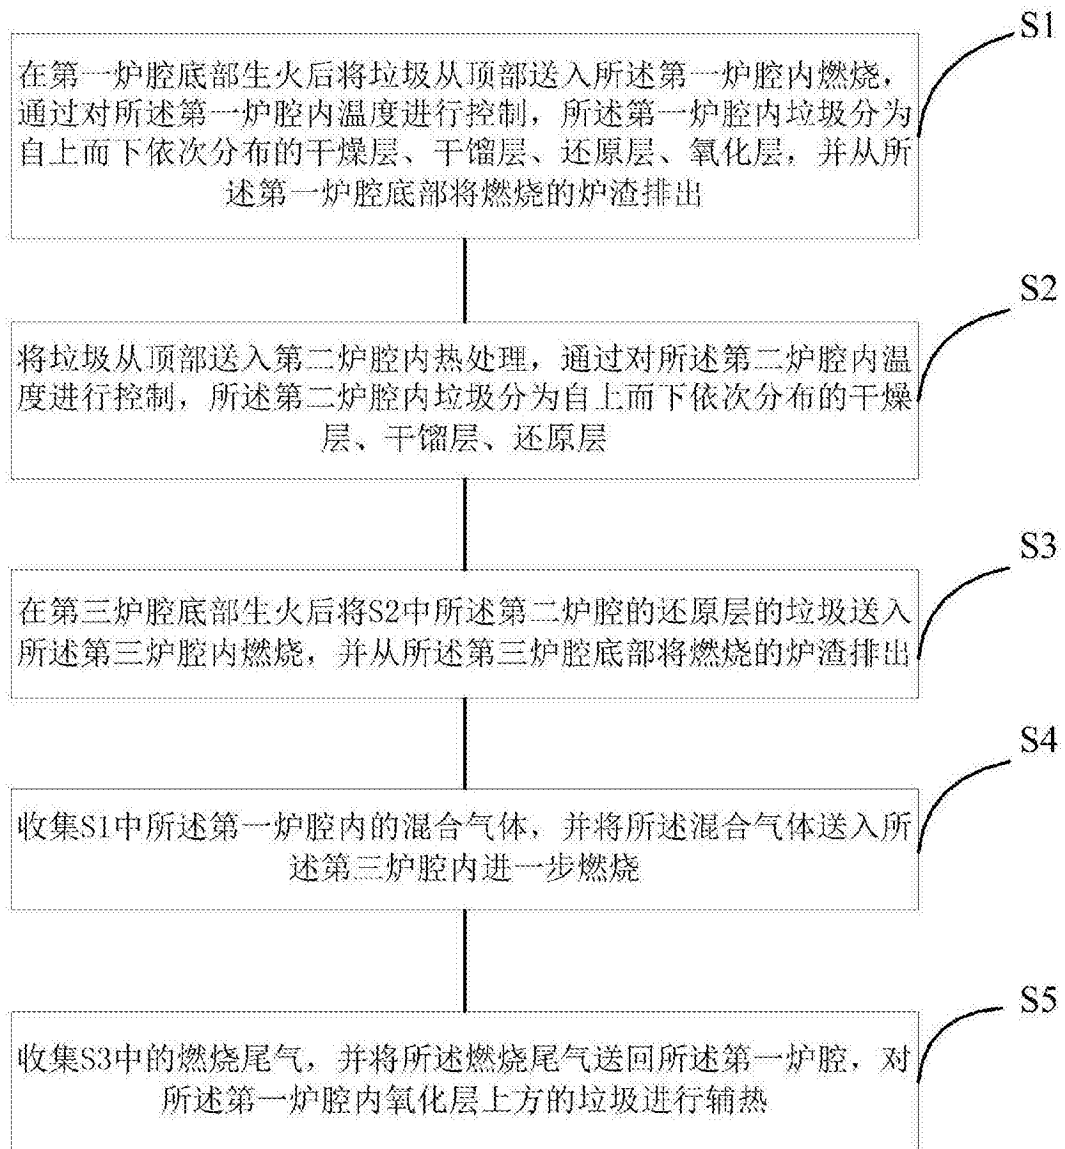 S1
在第一炉腔底部生火后将垃圾从顶部送入所述第一炉腔内燃烧，
通过对所述第一炉腔内温度进行控制，所述第一炉腔内垃圾分为
自上而下依次分布的干燥层、干馏层、还原层、氧化层，并从所
述第一炉腔底部将燃烧的炉渣排出
S2
将垃圾从顶部送入第二炉腔内热处理，通过对所述第二炉腔内温
度进行控制，所述第二炉腔内垃圾分为自上而下依次分布的干燥
层、干馏层、还原层
S3
在第三炉腔底部生火后将S2中所述第二炉腔的还原层的垃圾送入
所述第三炉腔内燃烧，并从所述第三炉腔底部将燃烧的炉渣排出
S4
收集S1中所述第一炉腔内的混合气体，并将所述混合气体送入所
述第三炉腔内进一步燃烧
S5
收集S3中的燃烧尾气，并将所述燃烧尾气送回所述第一炉腔，对
所述第一炉腔内氧化层上方的垃圾进行辅热